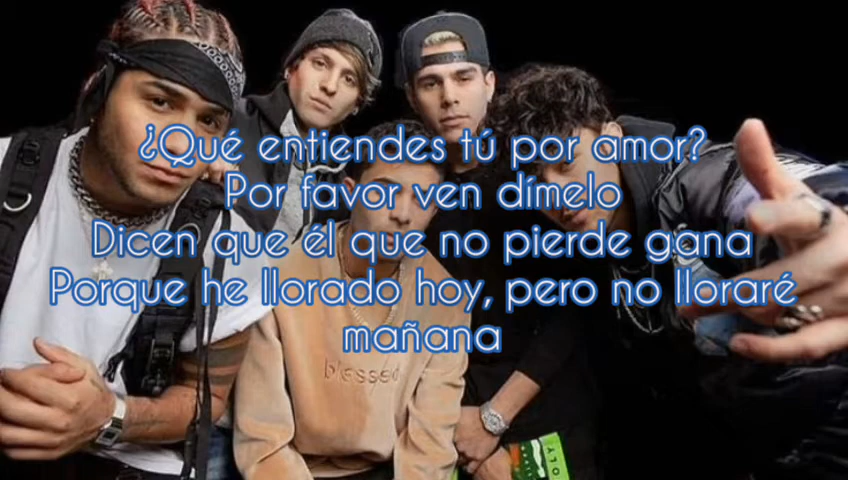 ¿Qué entiendes tú por amor?
Por favor ven dímelo
Dicen que él que no pierde gana
Porque he llorado hoy, pero no lloraré
mañana
blessed